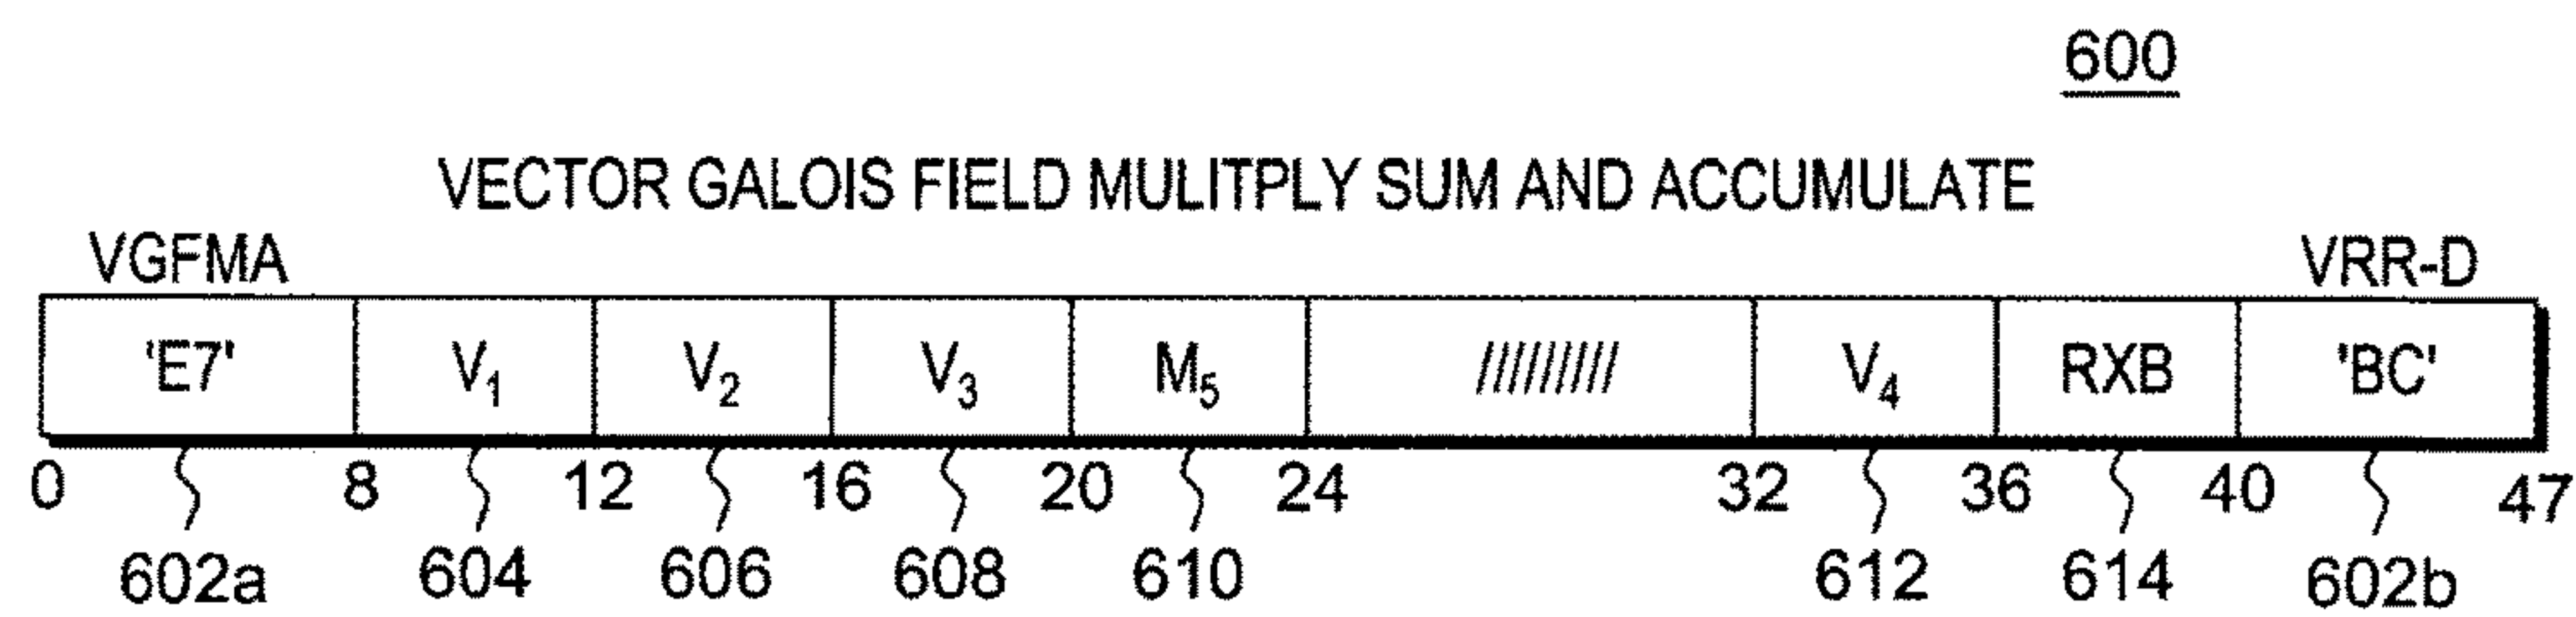 600
VECTOR GALOIS FIELD MULITPLY SUM AND ACCUMULATE
VGFMA VRR-D
'E7' V₁ V₂ V₃ M₅ ///////// V₄ RXB 'BC'
0 8 12 16 20 24 32 36 40 47
602a 604 606 608 610 612 614 602b